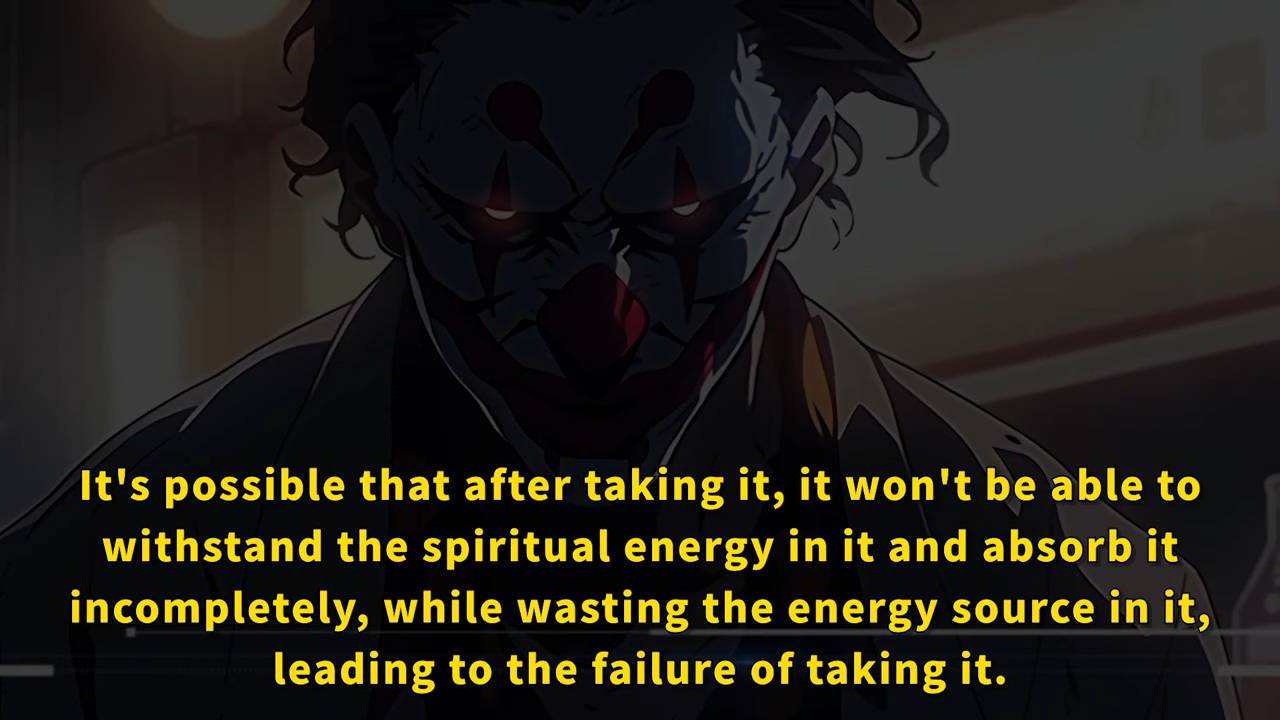 It's possible that after taking it, it won't be able to
withstand the spiritual energy in it and absorb it
incompletely, while wasting the energy source in it,
leading to the failure of taking it.